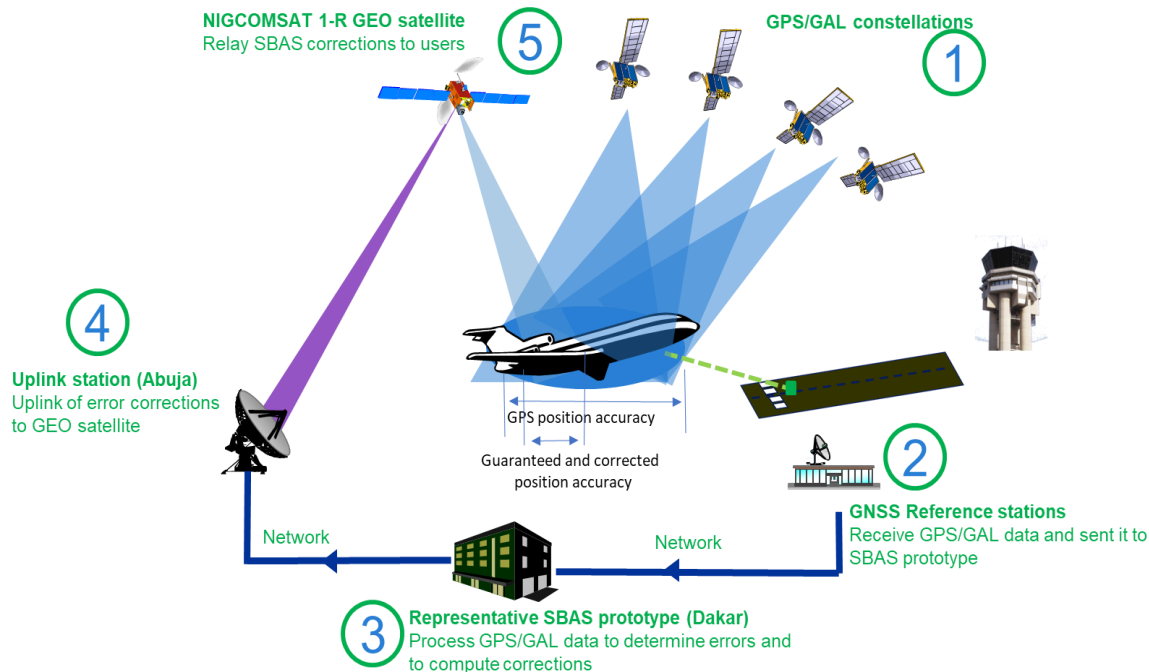 NIGCOMSAT 1-R GEO satellite
Relay SBAS corrections to users
5
GPS/GAL constellations
1
4
Uplink station (Abuja)
Uplink of error corrections
to GEO satellite
GPS position accuracy
Guaranteed and corrected
position accuracy
2
GNSS Reference stations
Receive GPS/GAL data and sent it to
SBAS prototype
Network
Network
3
Representative SBAS prototype (Dakar)
Process GPS/GAL data to determine errors and
to compute corrections